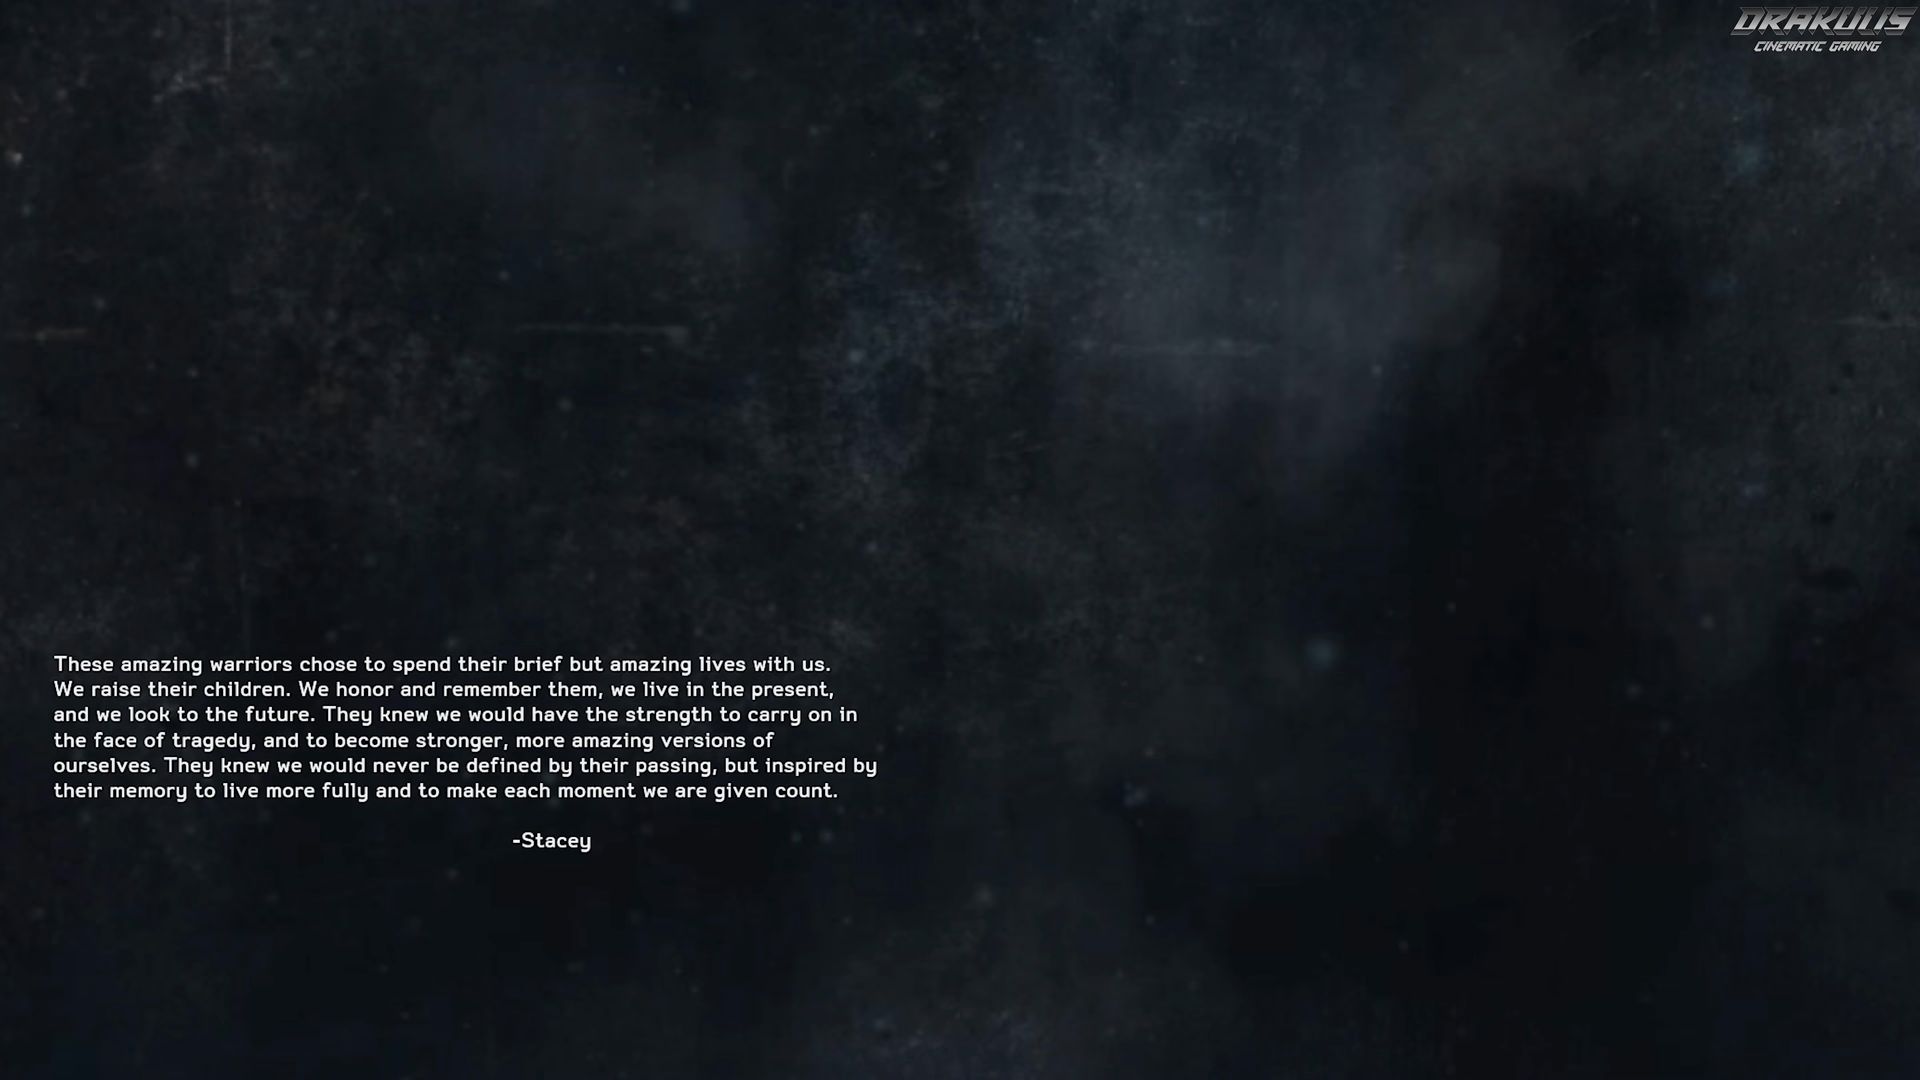 DRAKULIS
CINEMATIC GAMING
These amazing warriors chose to spend their brief but amazing lives with us.
We raise their children. We honor and remember them, we live in the present,
and we look to the future. They knew we would have the strength to carry on in
the face of tragedy, and to become stronger, more amazing versions of
ourselves. They knew we would never be defined by their passing, but inspired by
their memory to live more fully and to make each moment we are given count.
-Stacey